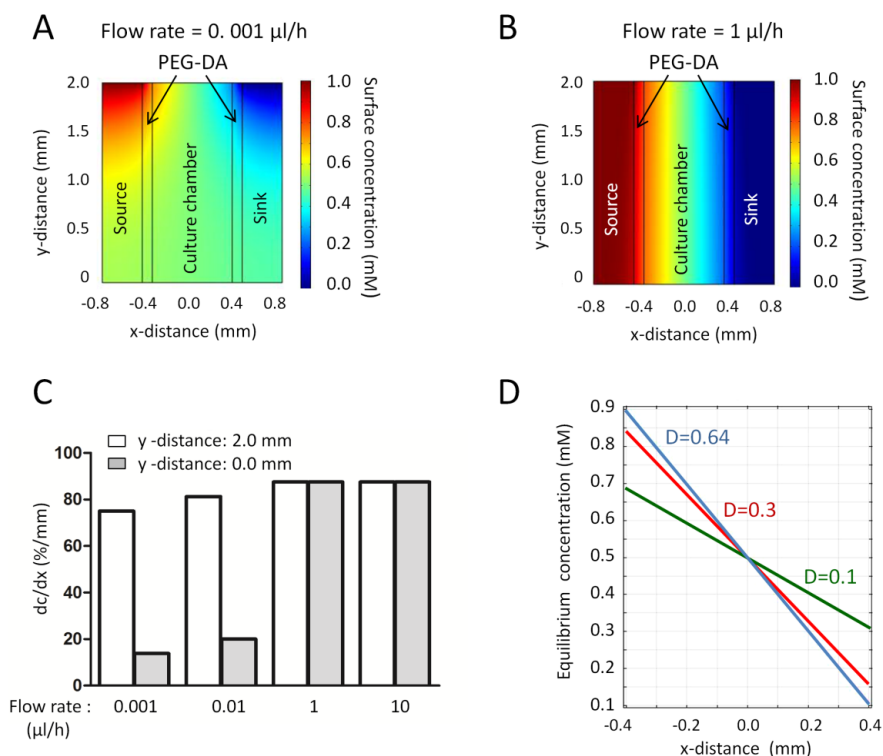 A
Flow rate = 0. 001 µl/h
PEG-DA
2.0
1.5
1.0
0.5
0
y-distance (mm)
Source
Culture chamber
Sink
-0.8 -0.4 0.0 0.4 0.8
x-distance (mm)
1.0
0.8
0.6
0.4
0.2
0.0
Surface concentration (mM)
B
Flow rate = 1 µl/h
PEG-DA
2.0
1.5
1.0
0.5
0
y-distance (mm)
Source
Culture chamber
Sink
-0.8 -0.4 0.0 0.4 0.8
x-distance (mm)
1.0
0.8
0.6
0.4
0.2
0.0
Surface concentration (mM)
C
y -distance: 2.0 mm
y -distance: 0.0 mm
100
80
60
40
20
0
dc/dx (%/mm)
Flow rate : 0.001 0.01 1 10
(µl/h)
D
0.9
0.8
0.7
0.6
0.5
0.4
0.3
0.2
0.1
Equilibrium concentration (mM)
D=0.64
D=0.3
D=0.1
-0.4 -0.2 0.0 0.2 0.4
x-distance (mm)